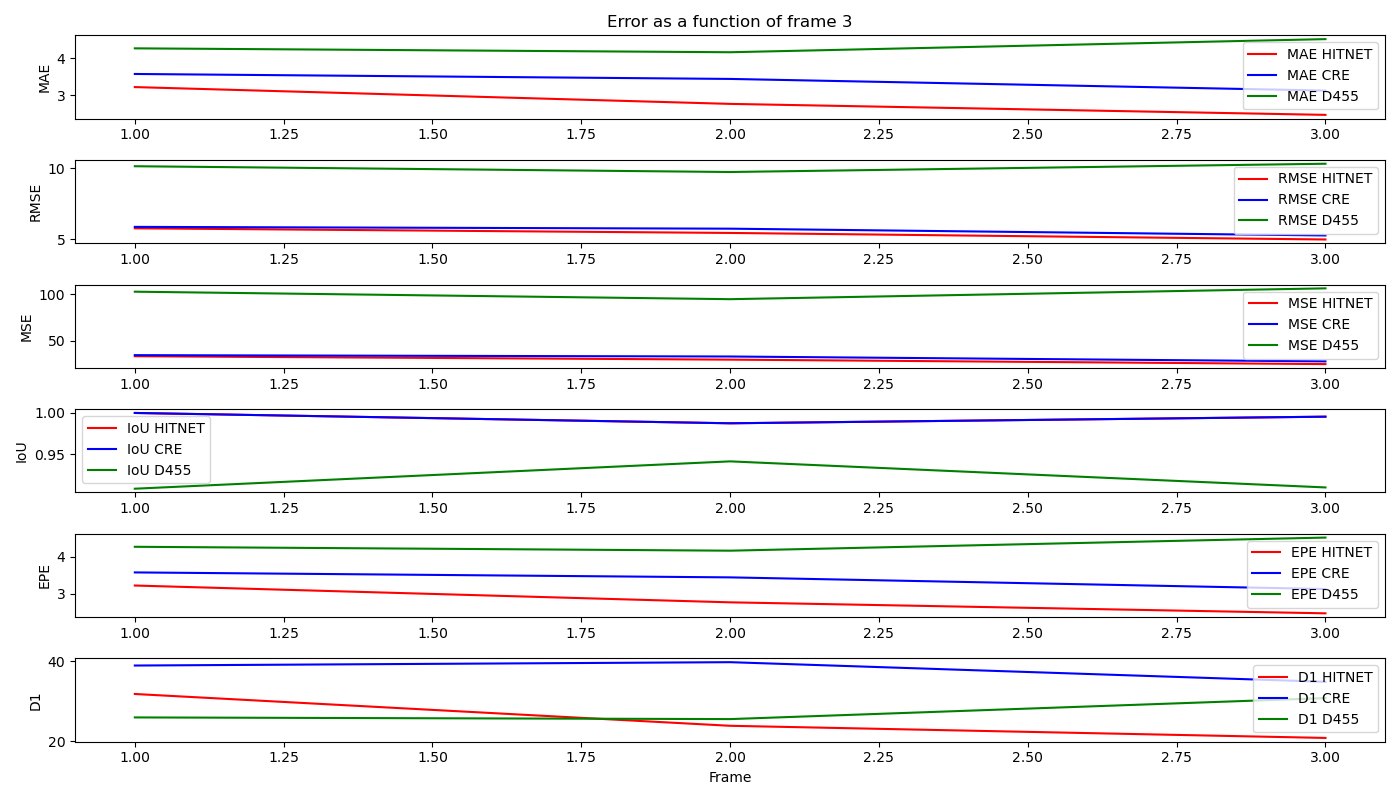 Error as a function of frame 3
MAE
4
3
MAE HITNET
MAE CRE
MAE D455
1.00 1.25 1.50 1.75 2.00 2.25 2.50 2.75 3.00
RMSE
10
5
RMSE HITNET
RMSE CRE
RMSE D455
1.00 1.25 1.50 1.75 2.00 2.25 2.50 2.75 3.00
MSE
100
50
MSE HITNET
MSE CRE
MSE D455
1.00 1.25 1.50 1.75 2.00 2.25 2.50 2.75 3.00
IoU
1.00
0.95
IoU HITNET
IoU CRE
IoU D455
1.00 1.25 1.50 1.75 2.00 2.25 2.50 2.75 3.00
EPE
4
3
EPE HITNET
EPE CRE
EPE D455
1.00 1.25 1.50 1.75 2.00 2.25 2.50 2.75 3.00
D1
40
20
D1 HITNET
D1 CRE
D1 D455
1.00 1.25 1.50 1.75 2.00 2.25 2.50 2.75 3.00
Frame